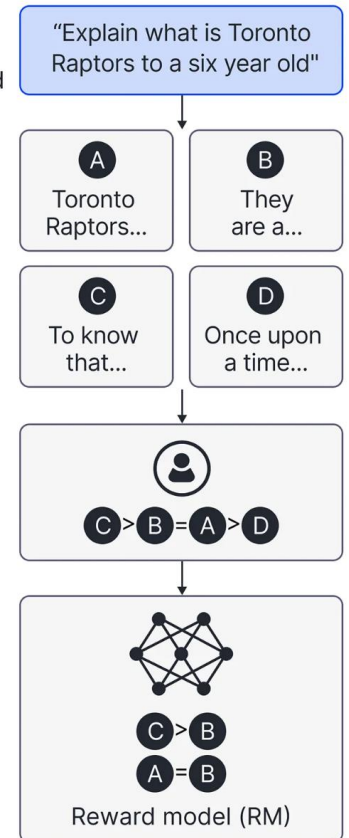 “Explain what is Toronto
Raptors to a six year old"
d
A
B
Toronto
Raptors...
They
are a...
C
D
To know
that...
Once upon
a time...
C>B=A>D
C>B
A=B
Reward model (RM)